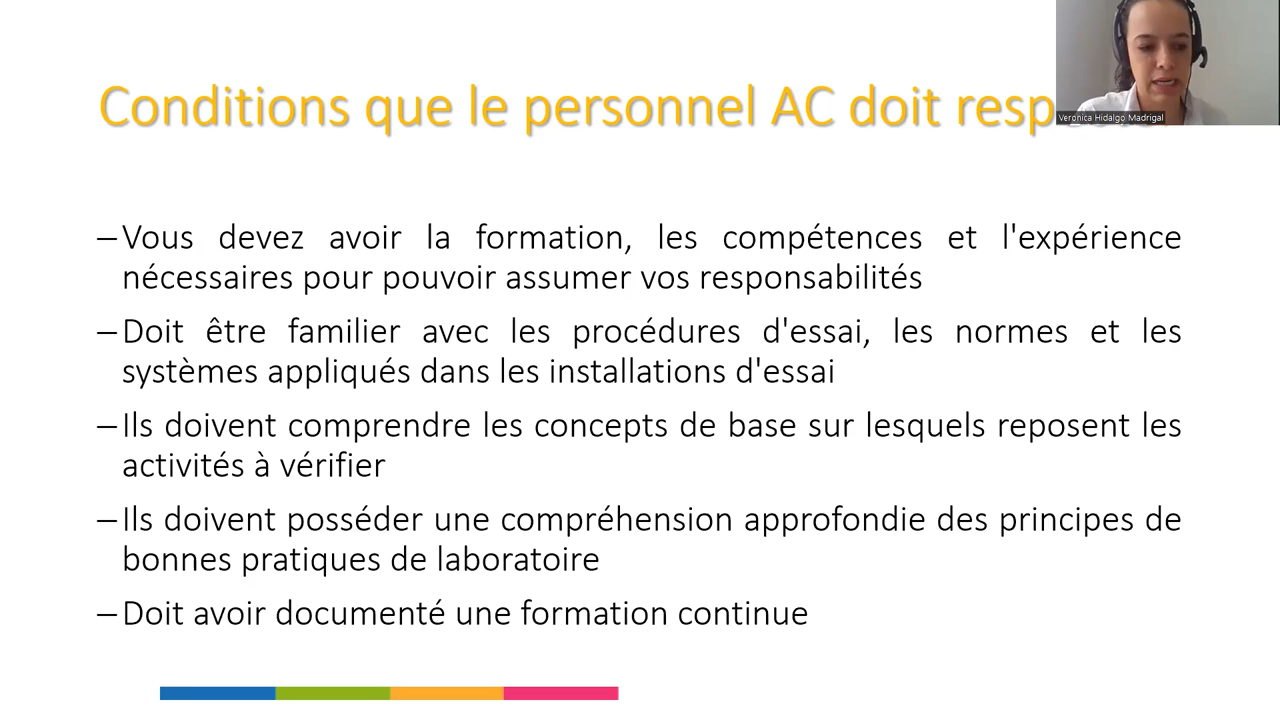 Conditions que le personnel AC doit
Veronica Hidalgo Madrigal
–Vous devez avoir la formation, les compétences et l'expérience
nécessaires pour pouvoir assumer vos responsabilités
–Doit être familier avec les procédures d'essai, les normes et les
systèmes appliqués dans les installations d'essai
–Ils doivent comprendre les concepts de base sur lesquels reposent les
activités à vérifier
–Ils doivent posséder une compréhension approfondie des principes de
bonnes pratiques de laboratoire
–Doit avoir documenté une formation continue